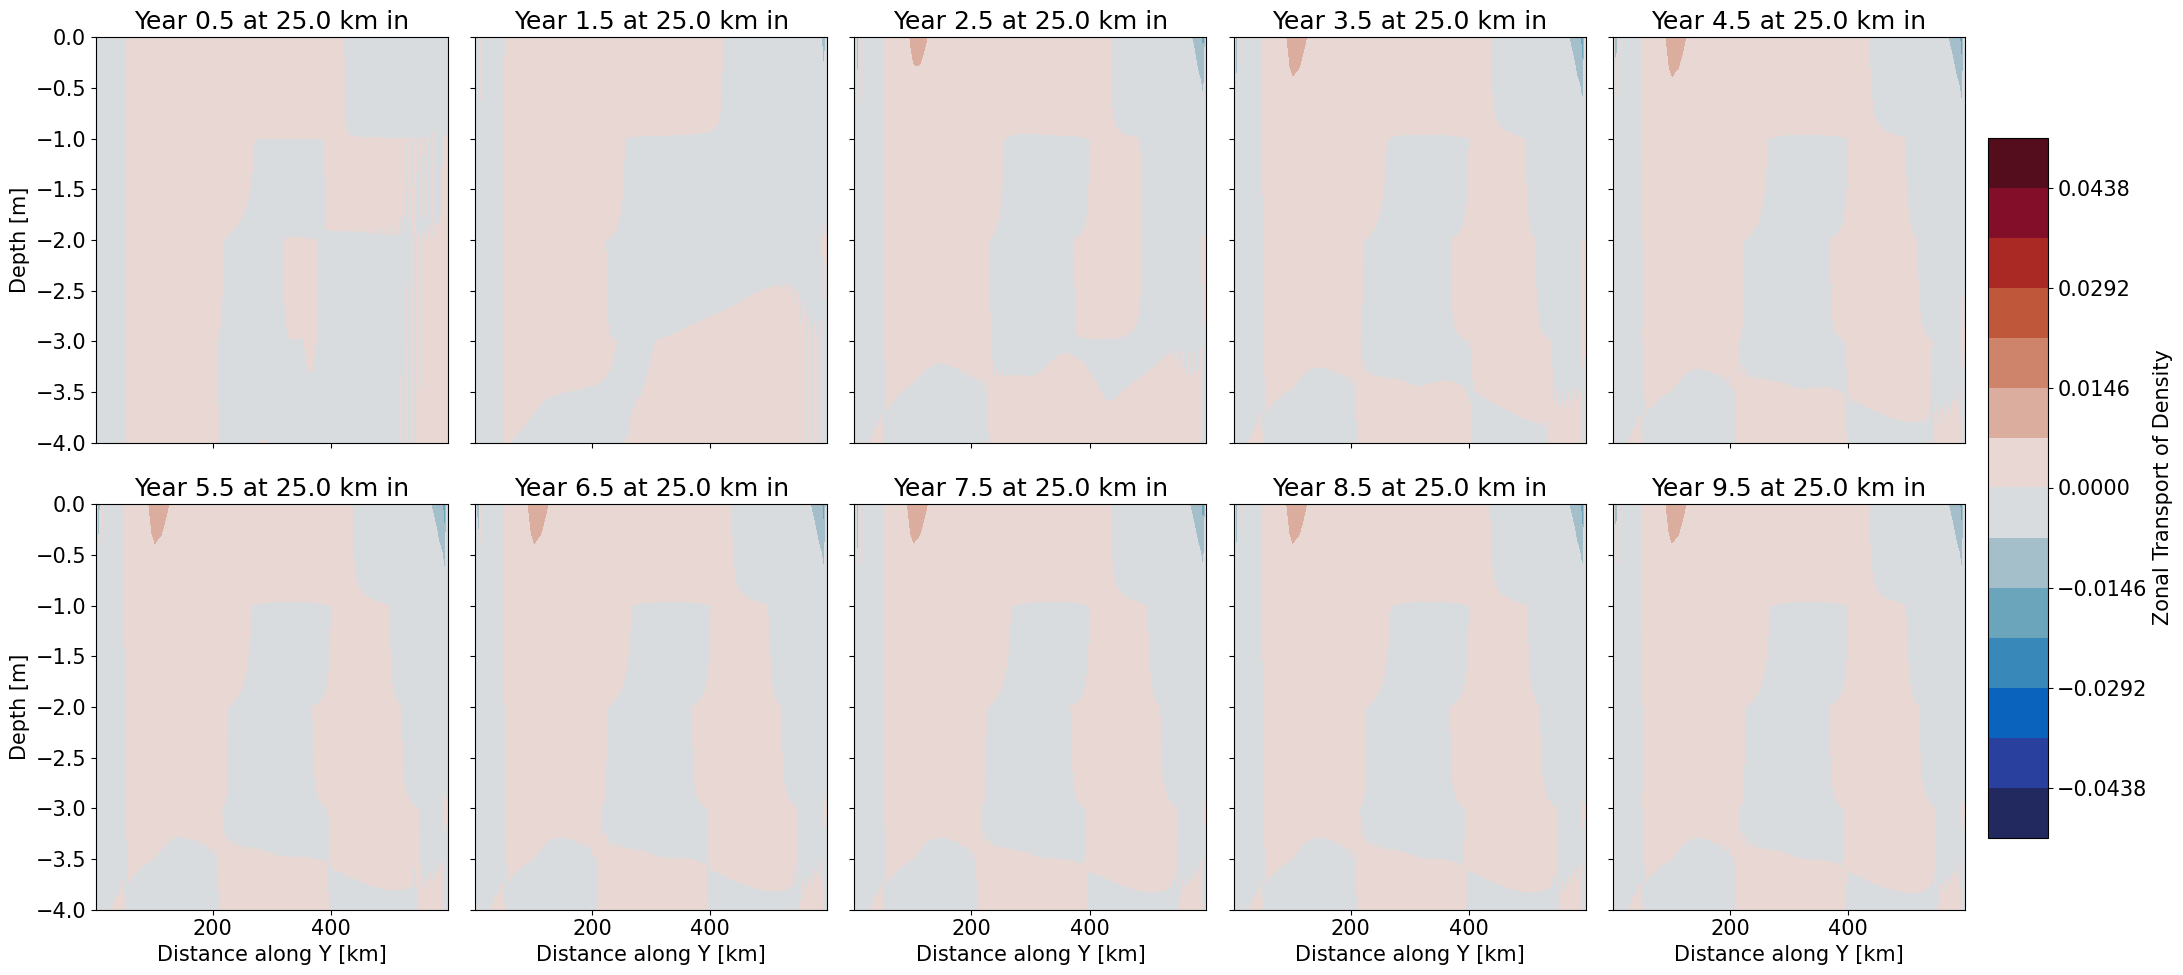 Year 0.5 at 25.0 km in
Year 1.5 at 25.0 km in
Year 2.5 at 25.0 km in
Year 3.5 at 25.0 km in
Year 4.5 at 25.0 km in
0.0
−0.5
−1.0
−1.5
−2.0
−2.5
−3.0
−3.5
−4.0
Depth [m]
200
400
200
400
200
400
200
400
Year 5.5 at 25.0 km in
Year 6.5 at 25.0 km in
Year 7.5 at 25.0 km in
Year 8.5 at 25.0 km in
Year 9.5 at 25.0 km in
0.0
−0.5
−1.0
−1.5
−2.0
−2.5
−3.0
−3.5
−4.0
Depth [m]
200
400
Distance along Y [km]
Distance along Y [km]
Distance along Y [km]
Distance along Y [km]
200
400
Distance along Y [km]
0.0438
0.0292
0.0146
0.0000
−0.0146
−0.0292
−0.0438
Zonal Transport of Density